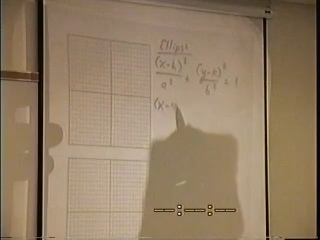 Ellipse
(x-h)² / a² + (y-k)² / b² = 1
(x-
--:--:--